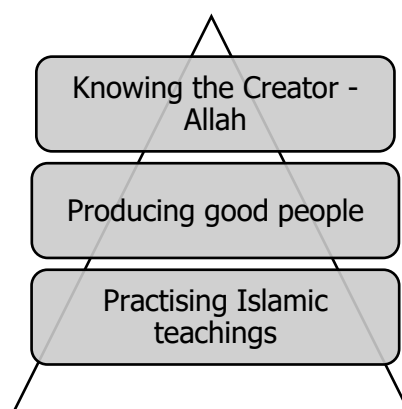 Knowing the Creator -
Allah
Producing good people
Practising Islamic
teachings